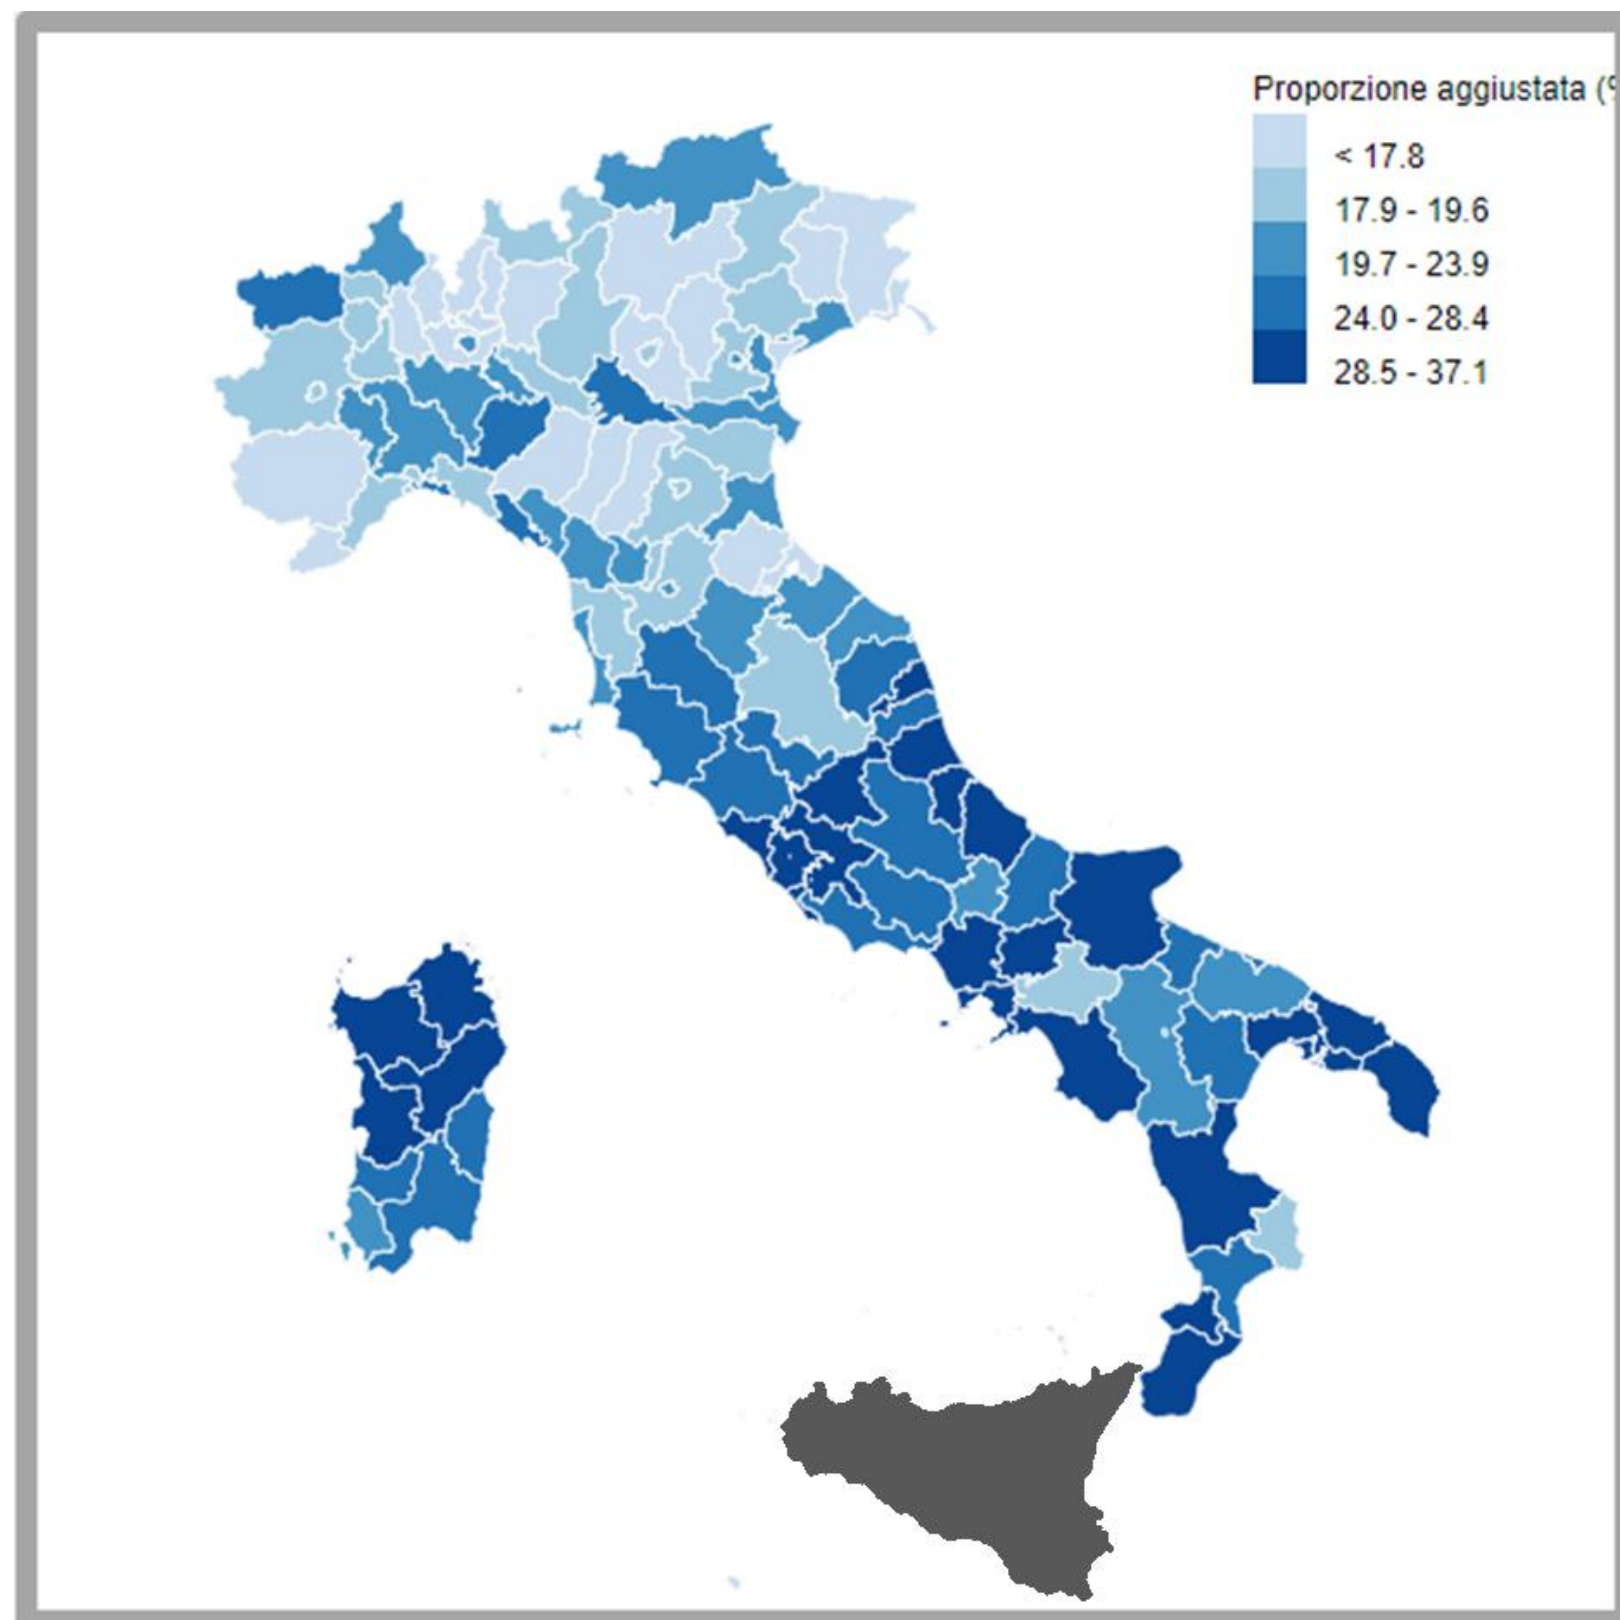 Proporzione aggiustata (%
< 17.8
17.9 - 19.6
19.7 - 23.9
24.0 - 28.4
28.5 - 37.1